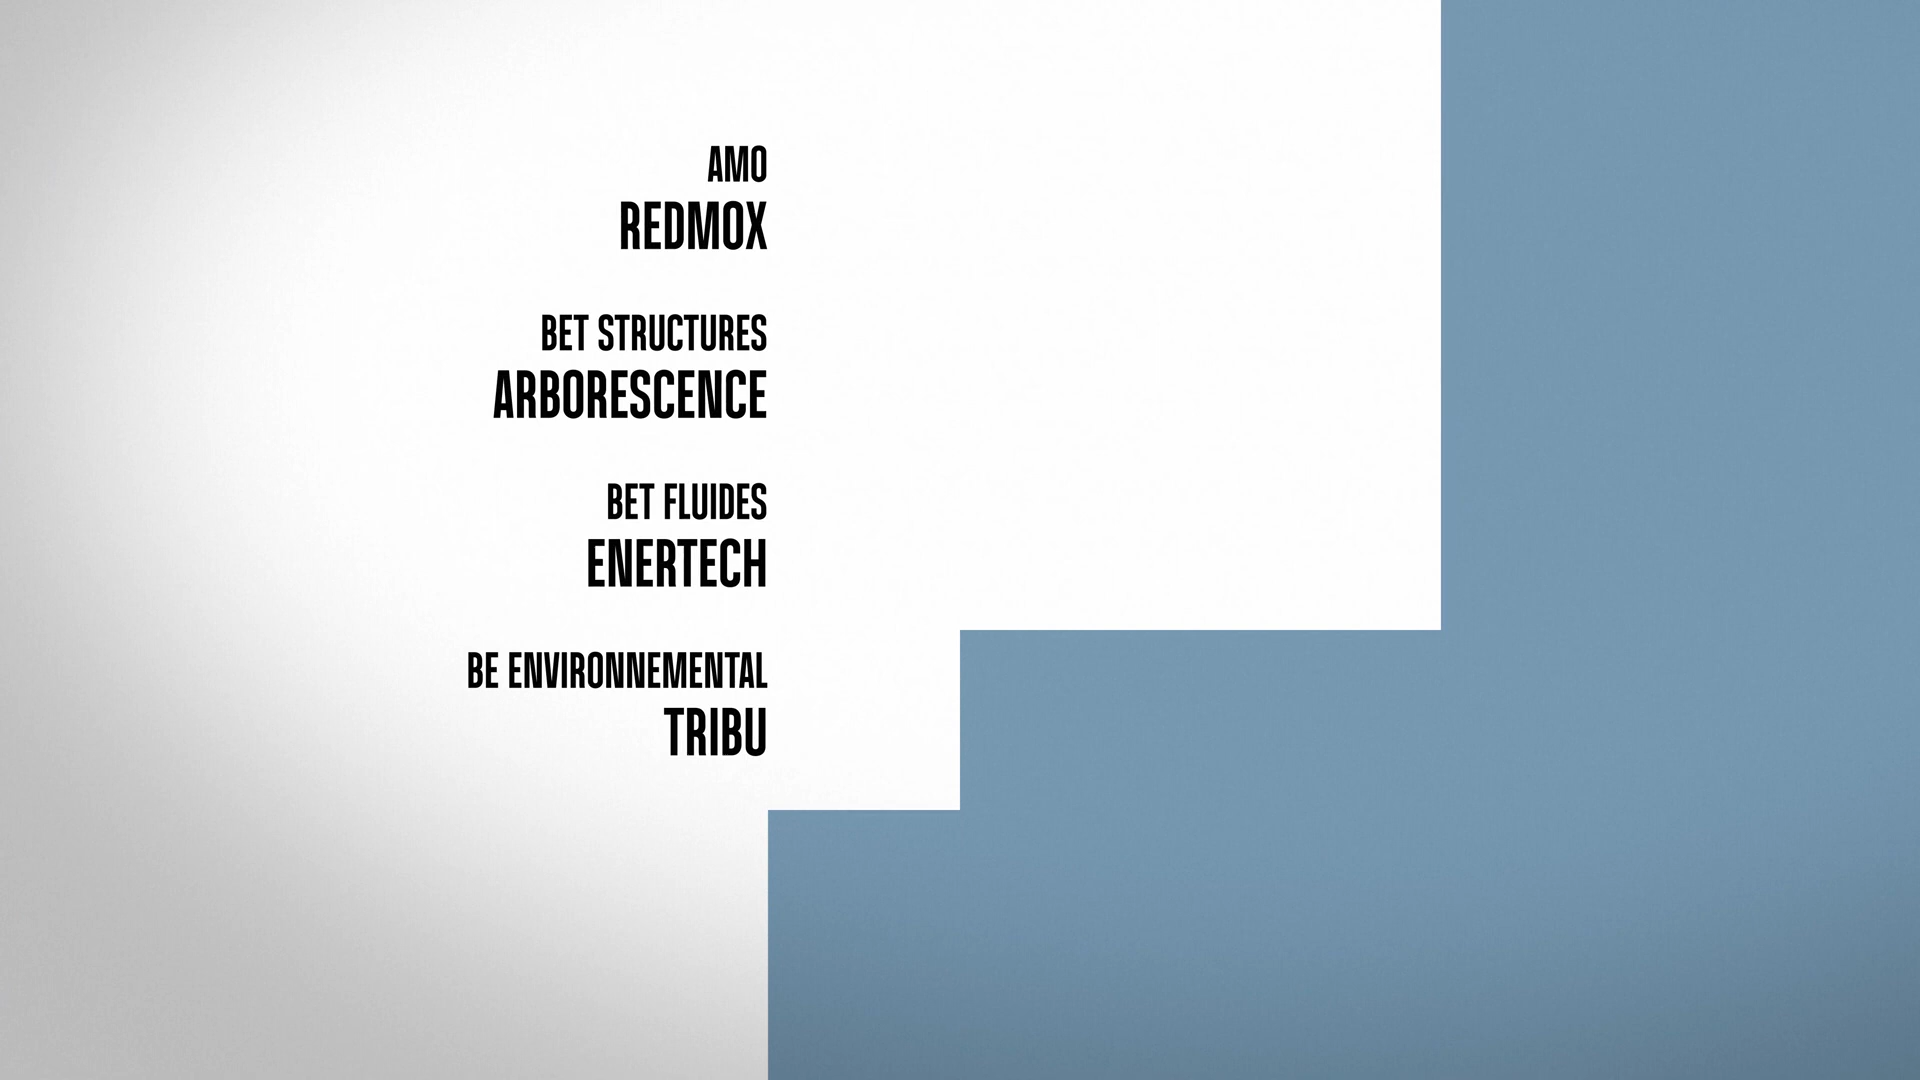 AMO
REDMOX
BET STRUCTURES
ARBORESCENCE
BET FLUIDES
ENERTECH
BE ENVIRONNEMENTAL
TRIBU